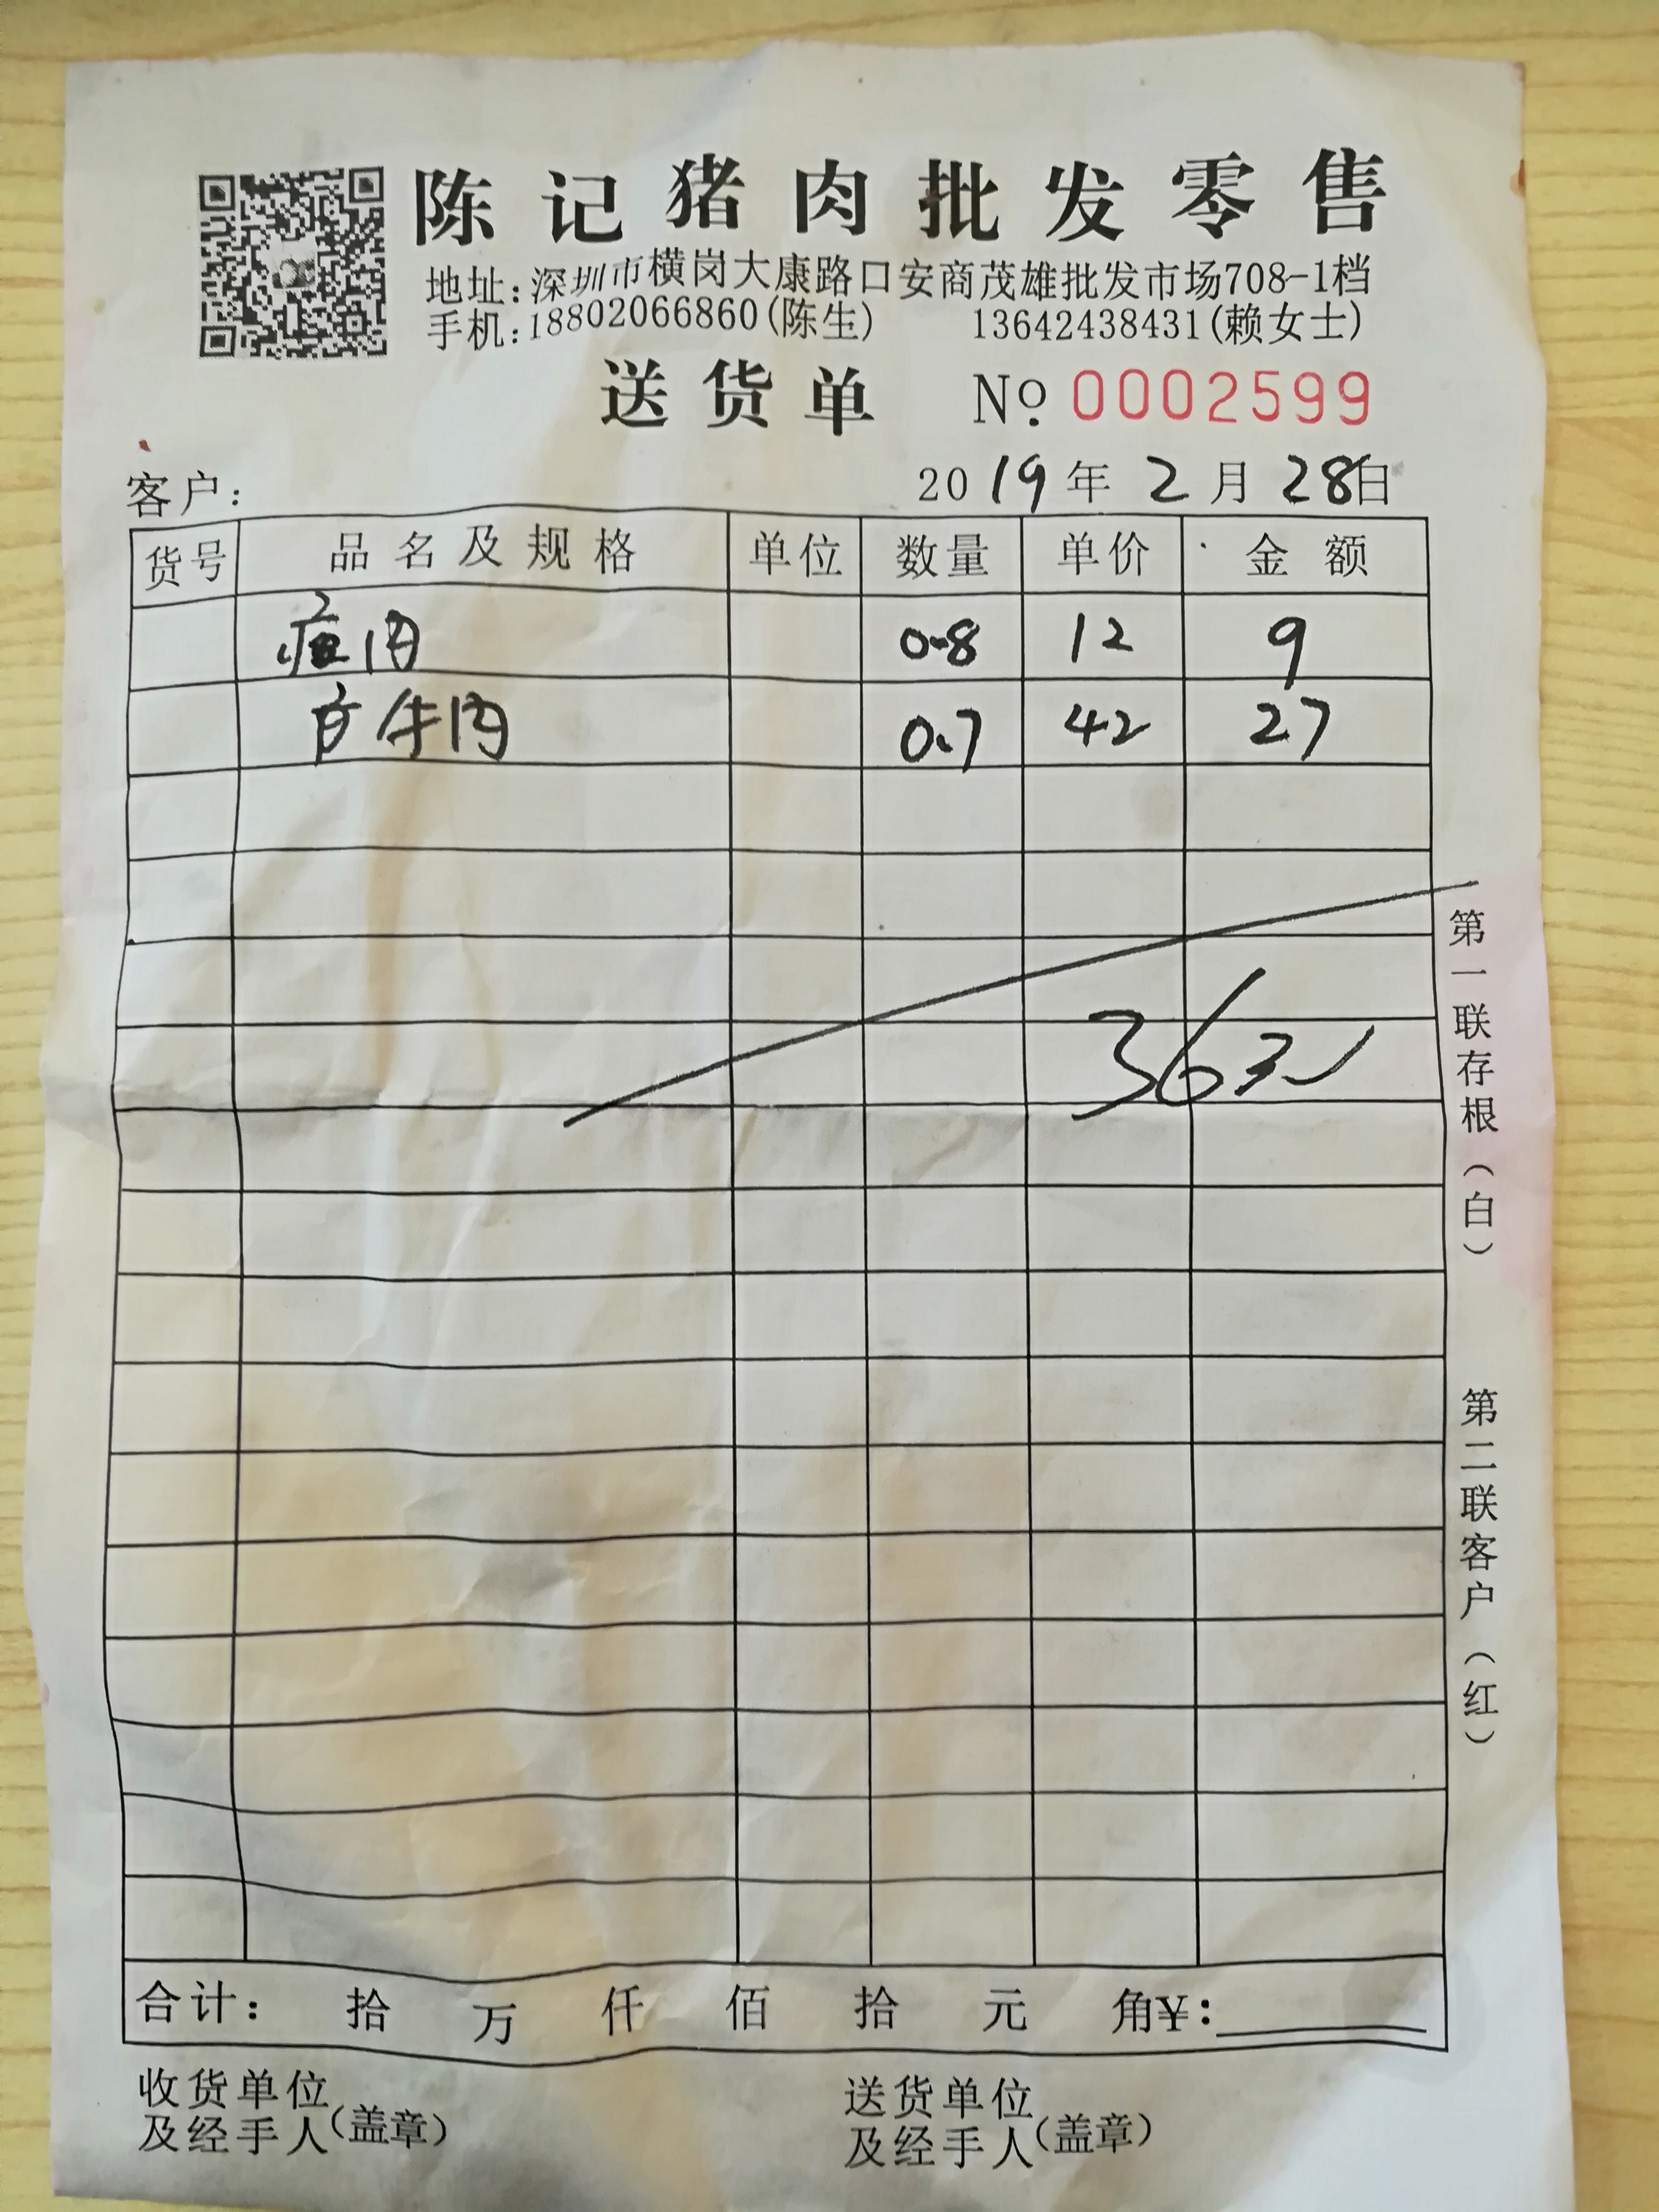 陈记猪肉批发零售
地址:深圳市横岗大康路口安商茂雄批发市场708-1档
手机:18802066860(陈生) 13642438431(赖女士)
送货单 No. 0002599
客户: 2019年2月28日
货号 品名及规格 单位 数量 单价 金额
肉 0.8 12 9
牛肉 0.7 42 27
36元
第一联存根(白)
第二联客户(红)
合计: 拾 万 仟 佰 拾 元 角¥:
收货单位及经手人(盖章)
送货单位及经手人(盖章)